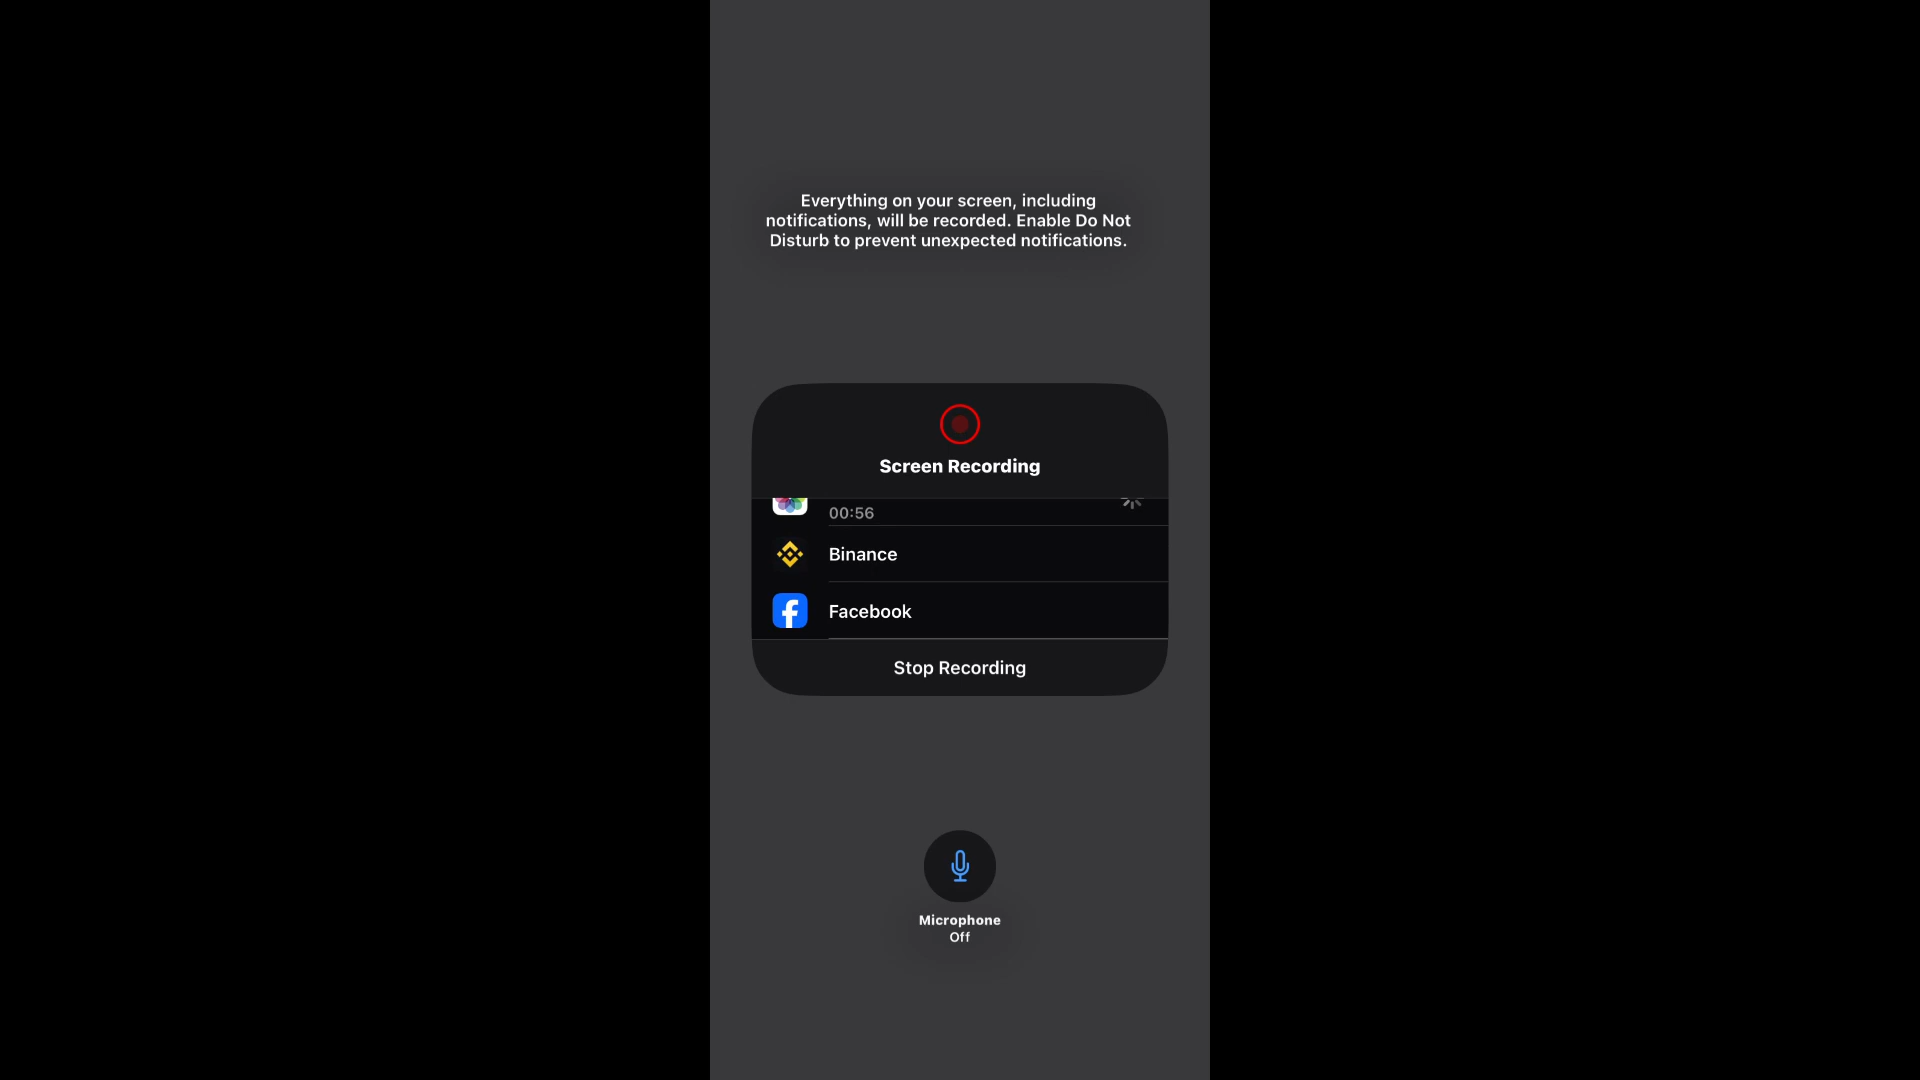 Everything on your screen, including
notifications, will be recorded. Enable Do Not
Disturb to prevent unexpected notifications.
Screen Recording
00:56
Binance
Facebook
Stop Recording
Microphone
Off